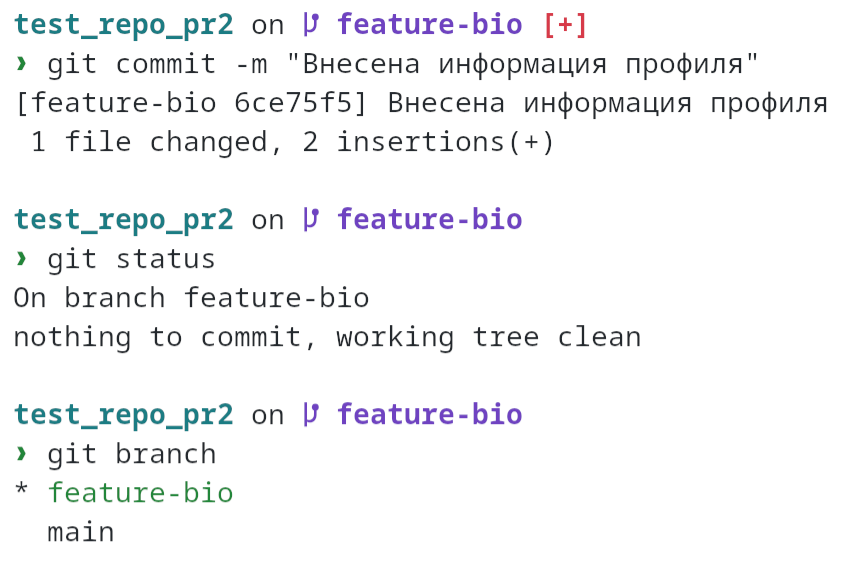 test_repo_pr2 on feature-bio [+]
❯ git commit -m "Внесена информация профиля"
[feature-bio 6ce75f5] Внесена информация профиля
 1 file changed, 2 insertions(+)
test_repo_pr2 on feature-bio
❯ git status
On branch feature-bio
nothing to commit, working tree clean
test_repo_pr2 on feature-bio
❯ git branch
* feature-bio
  main